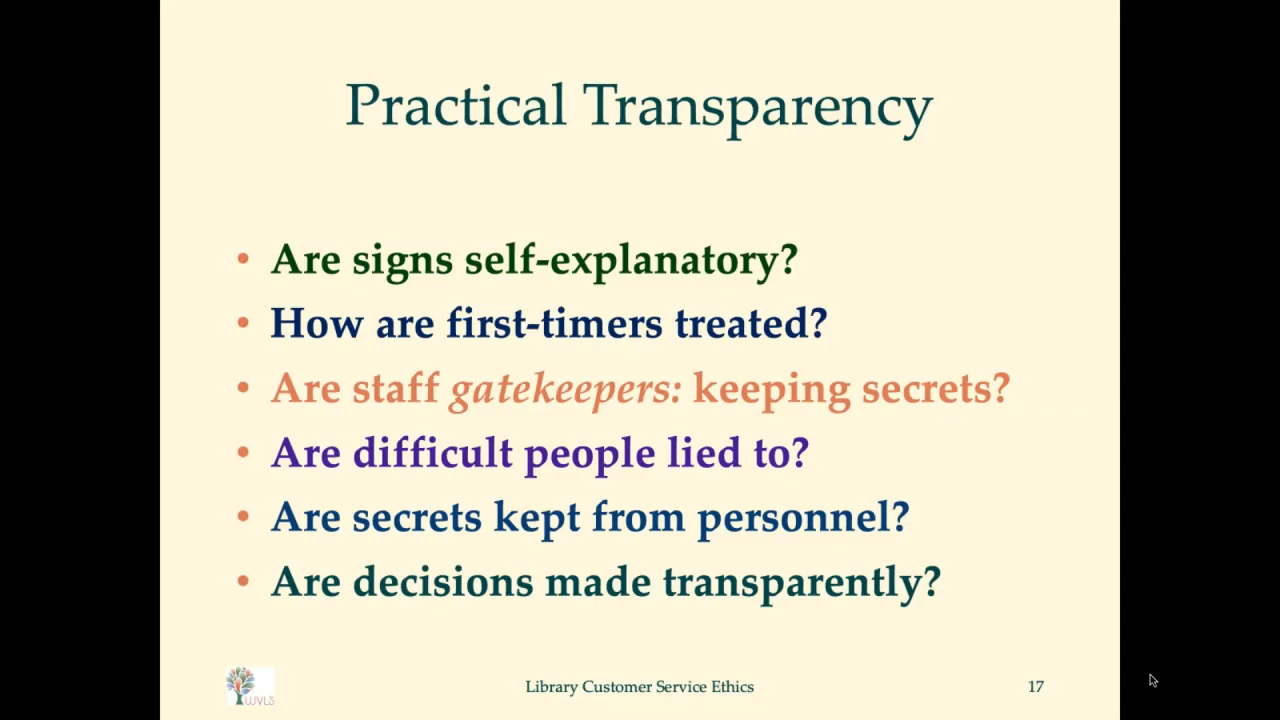 Practical Transparency
• Are signs self-explanatory?
• How are first-timers treated?
• Are staff gatekeepers: keeping secrets?
• Are difficult people lied to?
• Are secrets kept from personnel?
• Are decisions made transparently?
WVLS
Library Customer Service Ethics
17